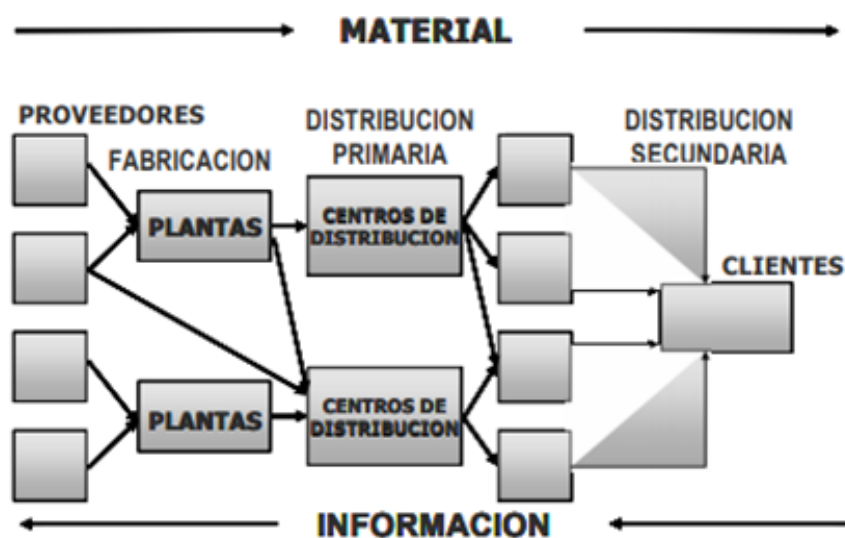 MATERIAL
PROVEEDORES
FABRICACION
DISTRIBUCION
PRIMARIA
DISTRIBUCION
SECUNDARIA
PLANTAS
CENTROS DE
DISTRIBUCION
CLIENTES
PLANTAS
CENTROS DE
DISTRIBUCION
INFORMACION